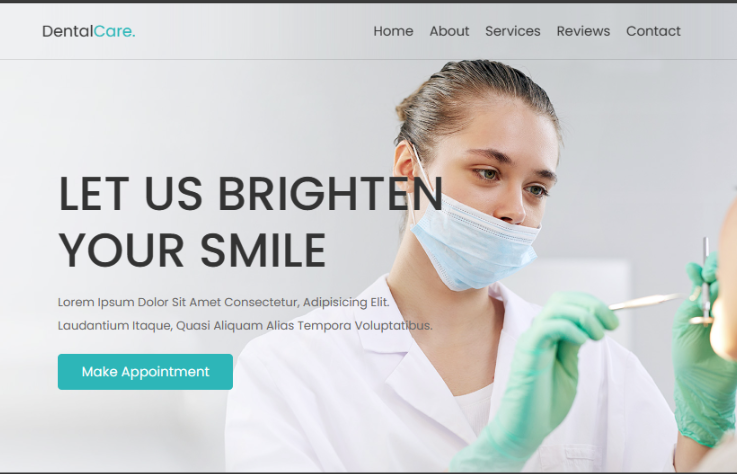 DentalCare.
Home About Services Reviews Contact
LET US BRIGHTEN
YOUR SMILE
Lorem Ipsum Dolor Sit Amet Consectetur, Adipisicing Elit.
Laudantium Itaque, Quasi Aliquam Alias Tempora Voluptatibus.
Make Appointment